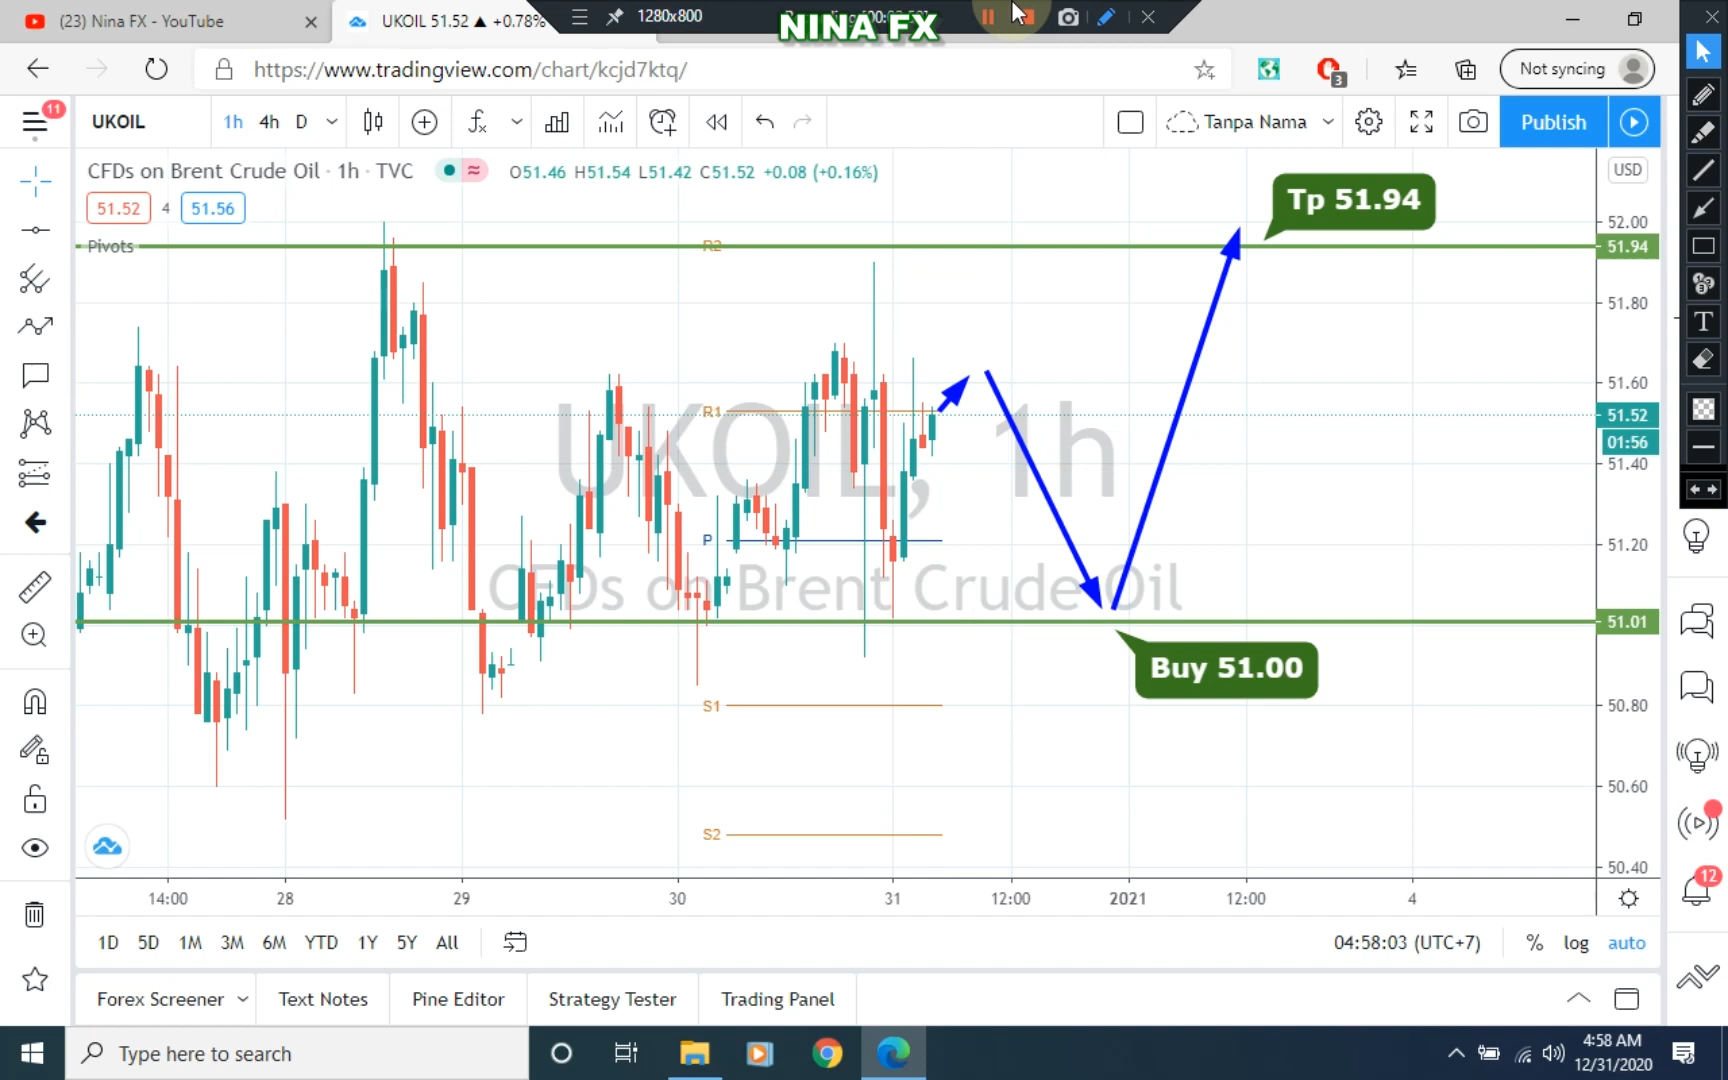 (23) Nina FX - YouTube
UKOIL 51.52 ▲ +0.78%
1280x800
NINA FX
https://www.tradingview.com/chart/kcjd7ktq/
3
Not syncing
11
UKOIL
1h 4h D
Tanpa Nama
Publish
CFDs on Brent Crude Oil · 1h · TVC
O51.46 H51.54 L51.42 C51.52 +0.08 (+0.16%)
USD
51.52 4 51.56
Tp 51.94
52.00
Pivots
R2
51.94
51.80
51.60
R1
51.52
01:56
UKOIL, 1h
51.40
P
51.20
CFDs on Brent Crude Oil
51.01
Buy 51.00
S1
50.80
50.60
S2
50.40
14:00 28 29 30 31 12:00 2021 12:00 4
12
1D 5D 1M 3M 6M YTD 1Y 5Y All
04:58:03 (UTC+7) % log auto
Forex Screener Text Notes Pine Editor Strategy Tester Trading Panel
Type here to search
4:58 AM
12/31/2020